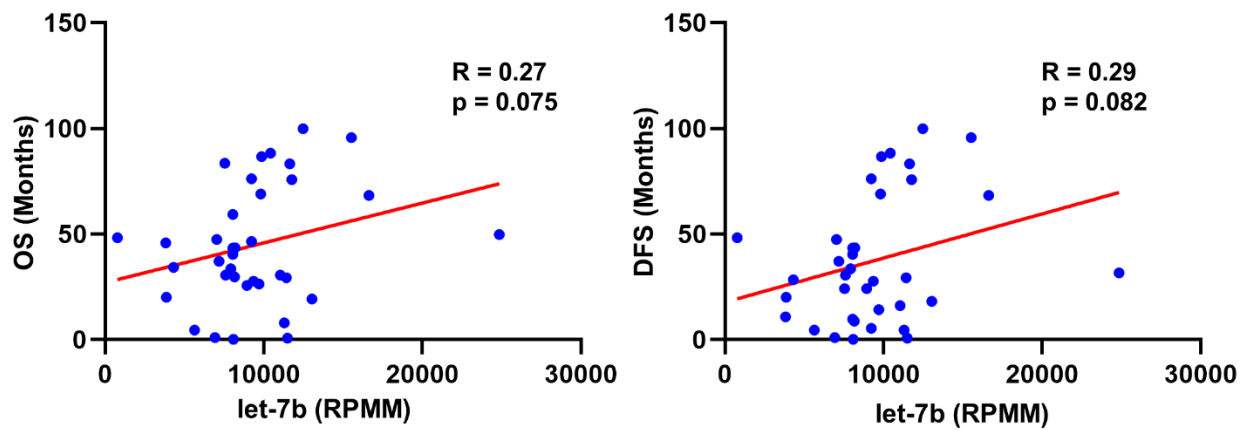 150
100
50
0
OS (Months)
R = 0.27
p = 0.075
0
10000
20000
30000
let-7b (RPMM)
150
100
50
0
DFS (Months)
R = 0.29
p = 0.082
0
10000
20000
30000
let-7b (RPMM)